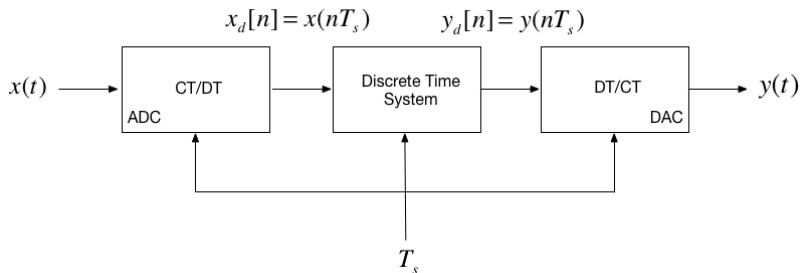 x_d[n] = x(nT_s)
y_d[n] = y(nT_s)
x(t)
CT/DT
ADC
Discrete Time
System
DT/CT
DAC
y(t)
T_s